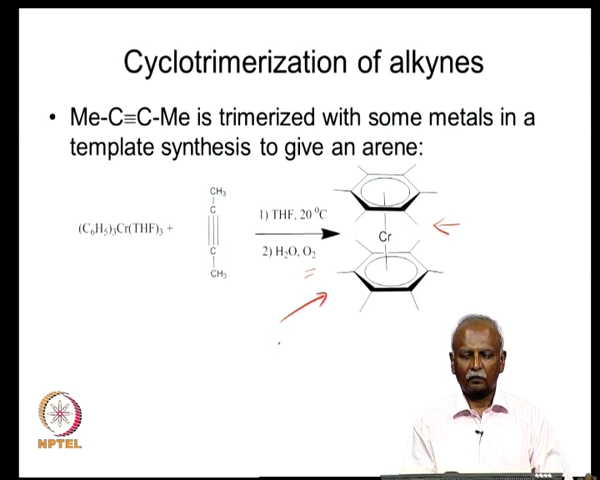 Cyclotrimerization of alkynes
• Me-C≡C-Me is trimerized with some metals in a
template synthesis to give an arene:
CH₃
C
(C₆H₅)₃Cr(THF)₃ +
C
CH₃
1) THF, 20 ⁰C
2) H₂O, O₂
Cr
NPTEL